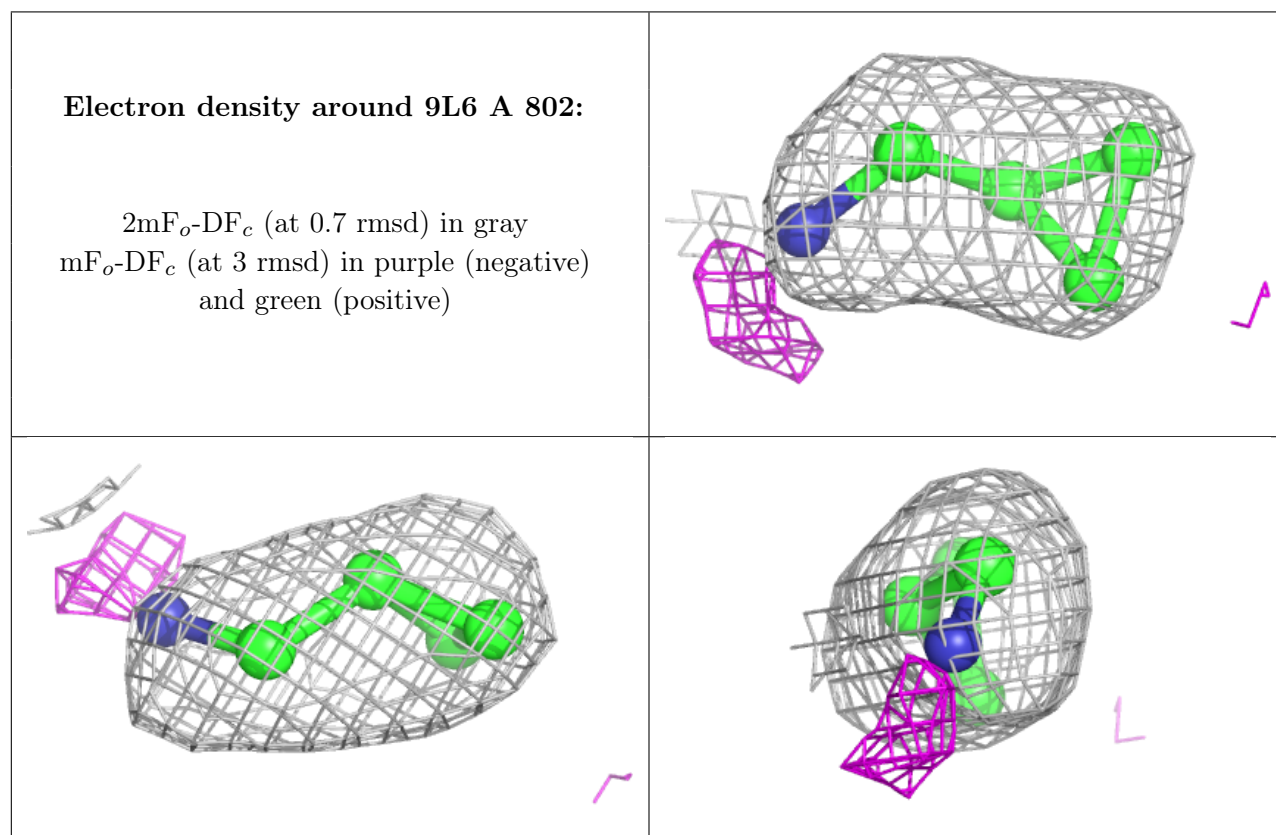 Electron density around 9L6 A 802:
2mFo-DFc (at 0.7 rmsd) in gray
mFo-DFc (at 3 rmsd) in purple (negative)
and green (positive)